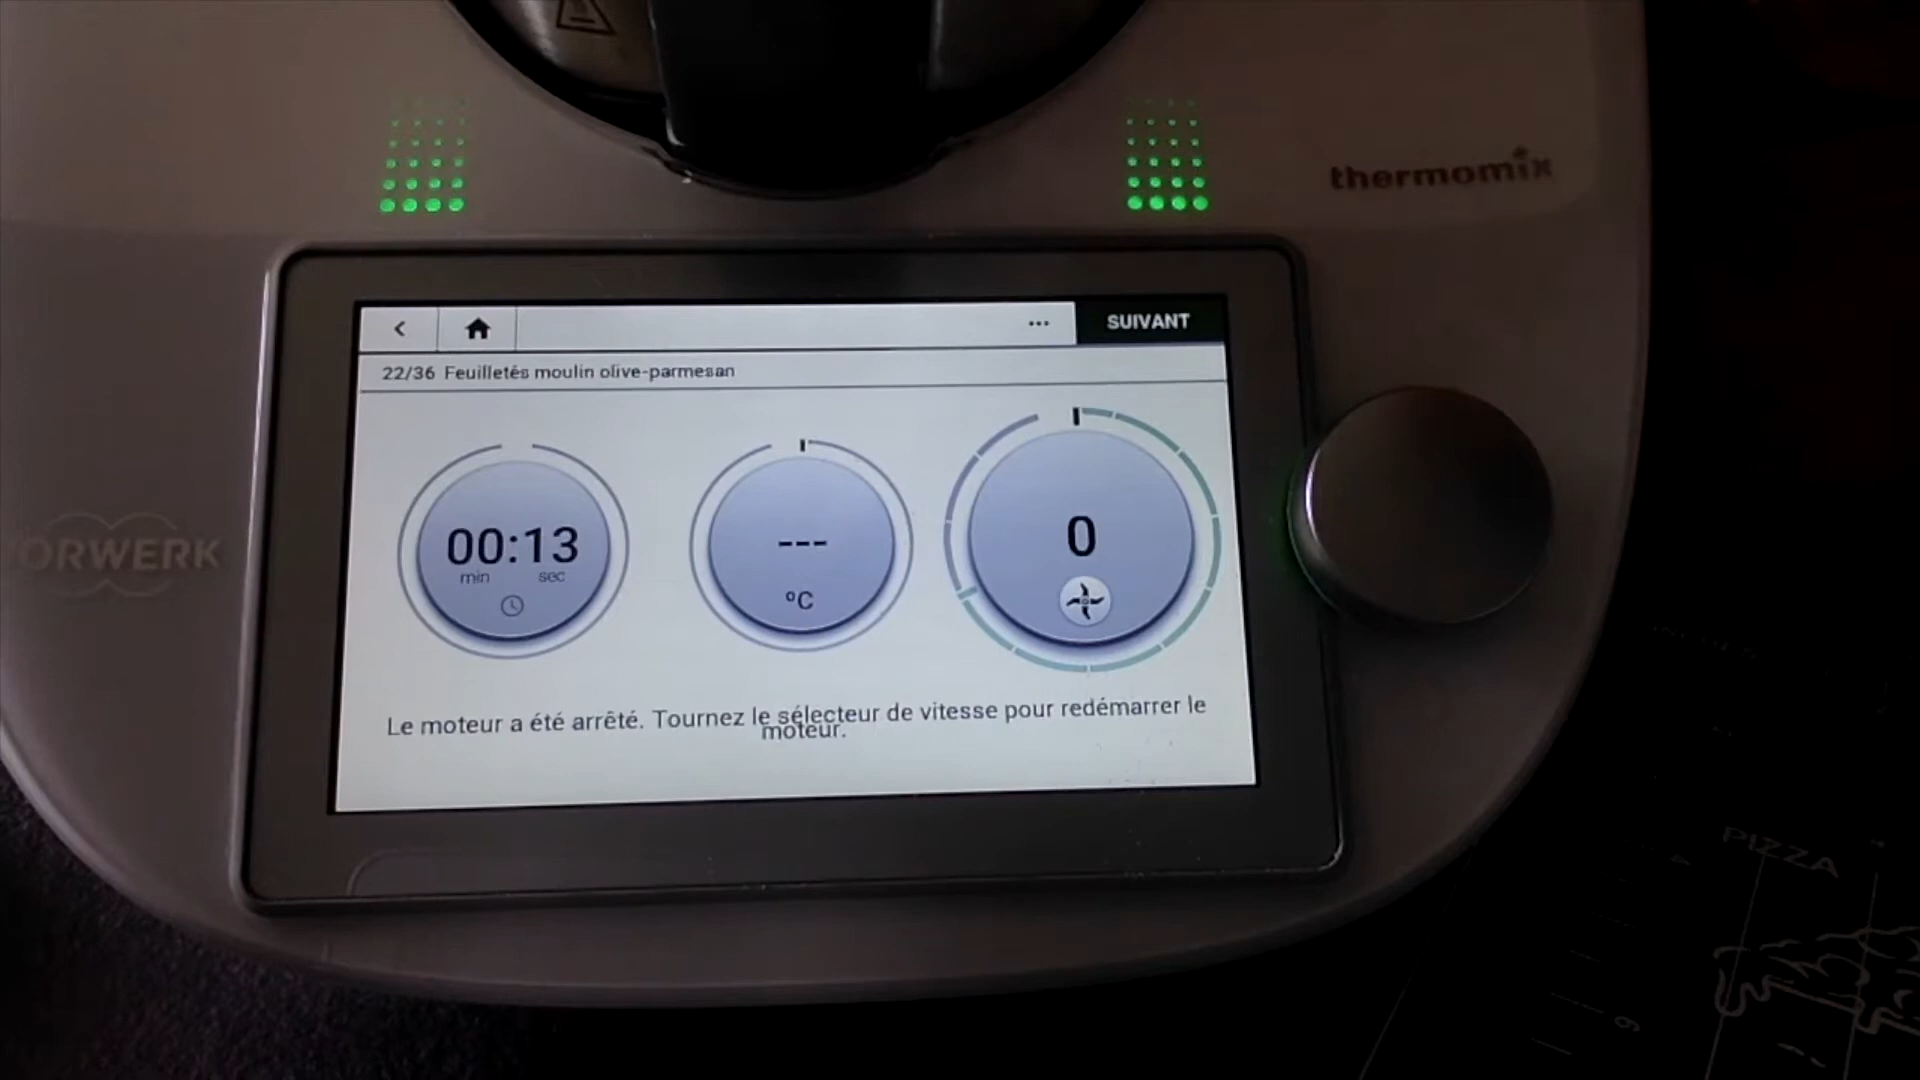 thermomix
SUIVANT
22/36 Feuilletés moulin olive-parmesan
00:13
min sec
---
°C
0
VORWERK
Le moteur a été arrêté. Tournez le sélecteur de vitesse pour redémarrer le
moteur.
PIZZA